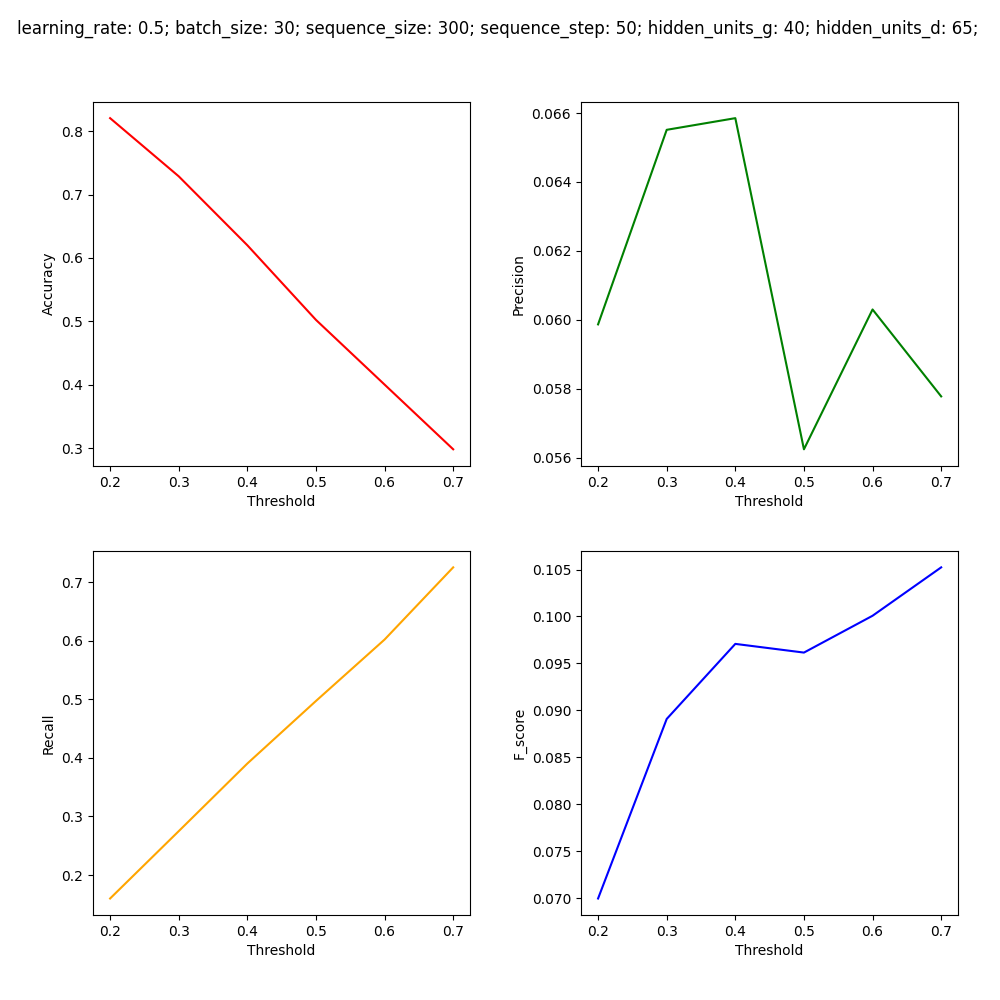 learning_rate: 0.5; batch_size: 30; sequence_size: 300; sequence_step: 50; hidden_units_g: 40; hidden_units_d: 65;
0.8
0.7
0.6
0.5
0.4
0.3
Accuracy
0.2 0.3 0.4 0.5 0.6 0.7
Threshold
0.066
0.064
0.062
0.060
0.058
0.056
Precision
0.2 0.3 0.4 0.5 0.6 0.7
Threshold
0.7
0.6
0.5
0.4
0.3
0.2
Recall
0.2 0.3 0.4 0.5 0.6 0.7
Threshold
0.105
0.100
0.095
0.090
0.085
0.080
0.075
0.070
F_score
0.2 0.3 0.4 0.5 0.6 0.7
Threshold